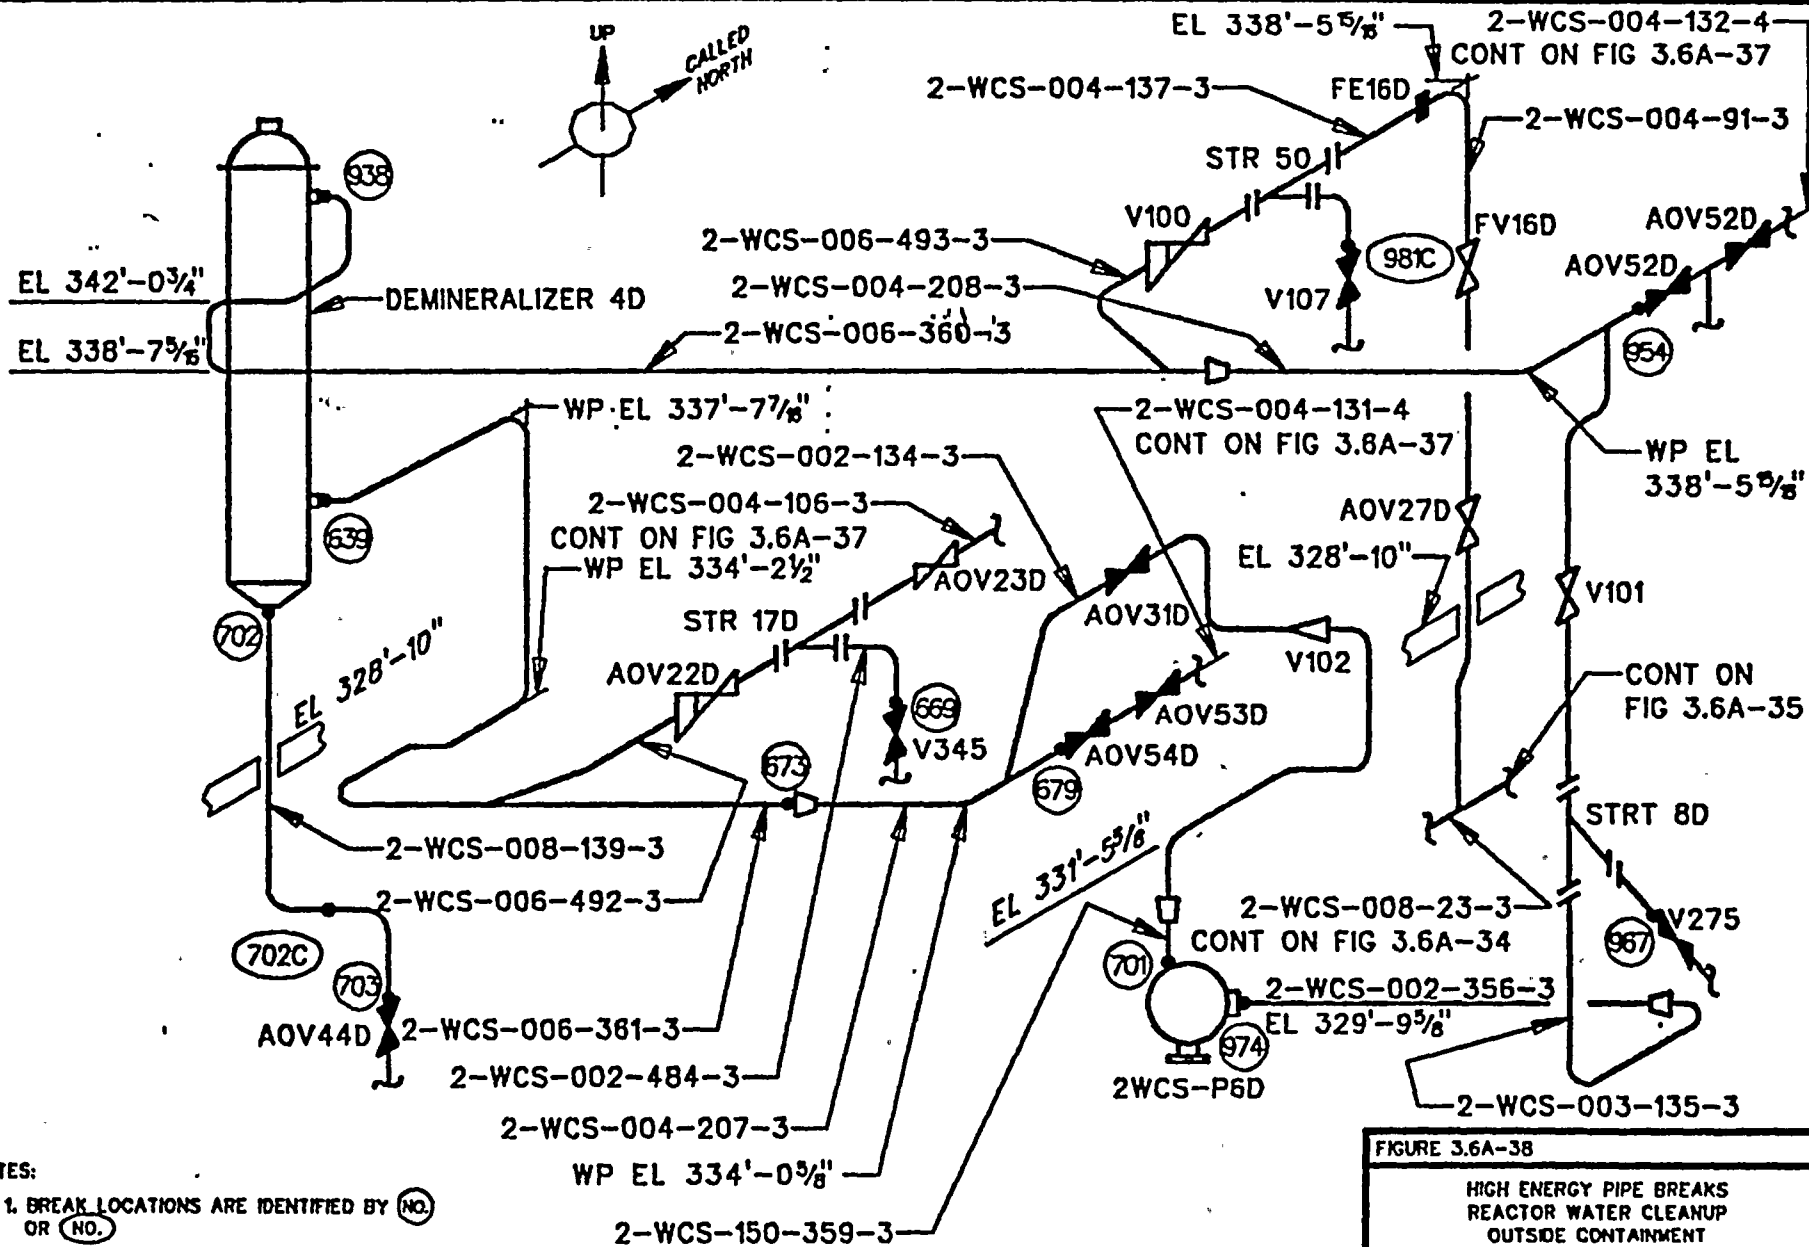 UP
CALLED
NORTH
EL 338'-5 15/16"
2-WCS-004-132-4
CONT ON FIG 3.6A-37
2-WCS-004-137-3
FE16D
2-WCS-004-91-3
STR 50
938
V100
FV16D
AOV52D
2-WCS-006-493-3
981C
AOV52D
EL 342'-0 3/4"
2-WCS-004-208-3
V107
DEMINERALIZER 4D
2-WCS-006-360-3
EL 338'-7 5/16"
954
WP EL 337'-7 7/16"
2-WCS-004-131-4
CONT ON FIG 3.6A-37
2-WCS-002-134-3
WP EL
338'-5 15/16"
2-WCS-004-106-3
CONT ON FIG 3.6A-37
639
AOV27D
WP EL 334'-2 1/2"
AOV23D
EL 328'-10"
AOV31D
V101
702
STR 17D
V102
EL 328'-10"
AOV22D
CONT ON
FIG 3.6A-35
669
AOV53D
V345
AOV54D
673
679
STRT 8D
2-WCS-008-139-3
EL 331'-5 5/8"
2-WCS-006-492-3
2-WCS-008-23-3
CONT ON FIG 3.6A-34
V275
702C
967
701
703
2-WCS-002-356-3
EL 329'-9 5/8"
AOV44D
2-WCS-006-361-3
974
2-WCS-002-484-3
2WCS-P6D
2-WCS-003-135-3
2-WCS-004-207-3
WP EL 334'-0 5/8"
2-WCS-150-359-3
TES:
1. BREAK LOCATIONS ARE IDENTIFIED BY NO.
OR NO.
FIGURE 3.6A-38
HIGH ENERGY PIPE BREAKS
REACTOR WATER CLEANUP
OUTSIDE CONTAINMENT